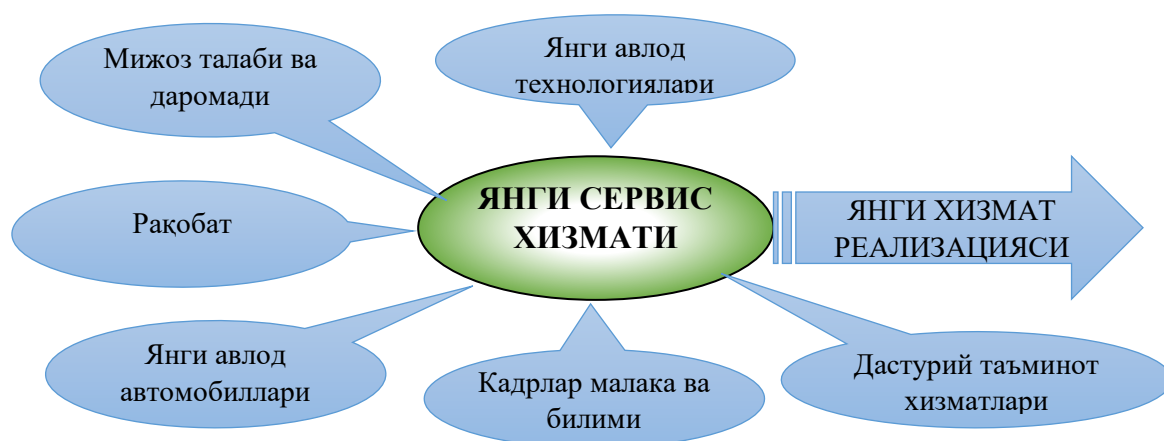 Мижоз талаби ва
даромади
Янги авлод
технологиялари
Рақобат
ЯНГИ СЕРВИС
ХИЗМАТИ
ЯНГИ ХИЗМАТ
РЕАЛИЗАЦИЯСИ
Янги авлод
автомобиллари
Кадрлар малака ва
билими
Дастурий таъминот
хизматлари